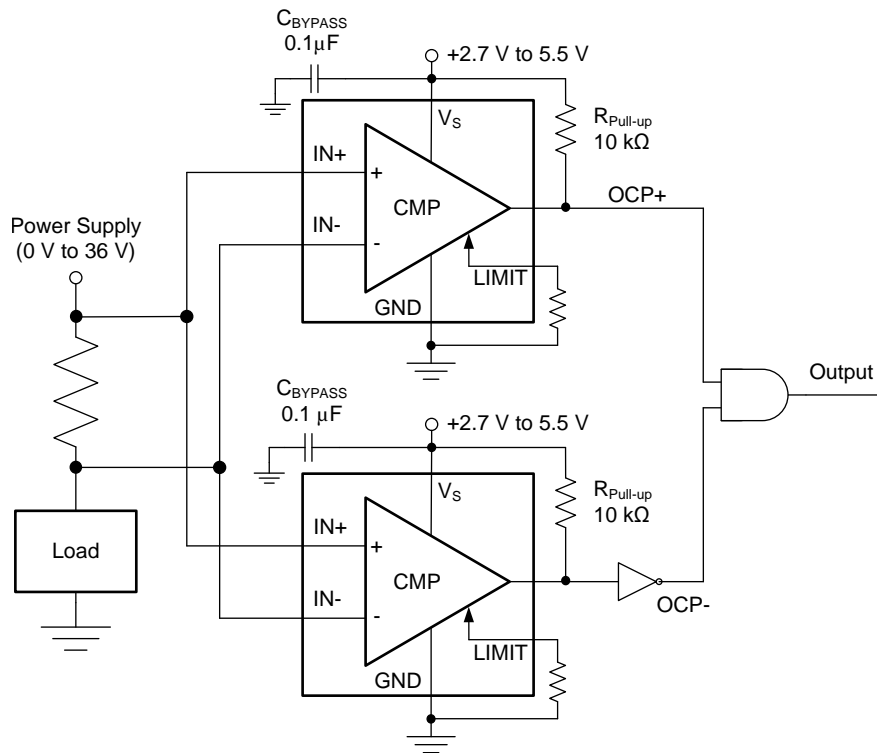 C_BYPASS
0.1µF
+2.7 V to 5.5 V
V_S
R_Pull-up
10 kΩ
IN+
+
CMP
OCP+
IN-
-
LIMIT
GND
Power Supply
(0 V to 36 V)
Output
C_BYPASS
0.1 µF
+2.7 V to 5.5 V
V_S
R_Pull-up
10 kΩ
IN+
+
Load
CMP
IN-
-
OCP-
LIMIT
GND